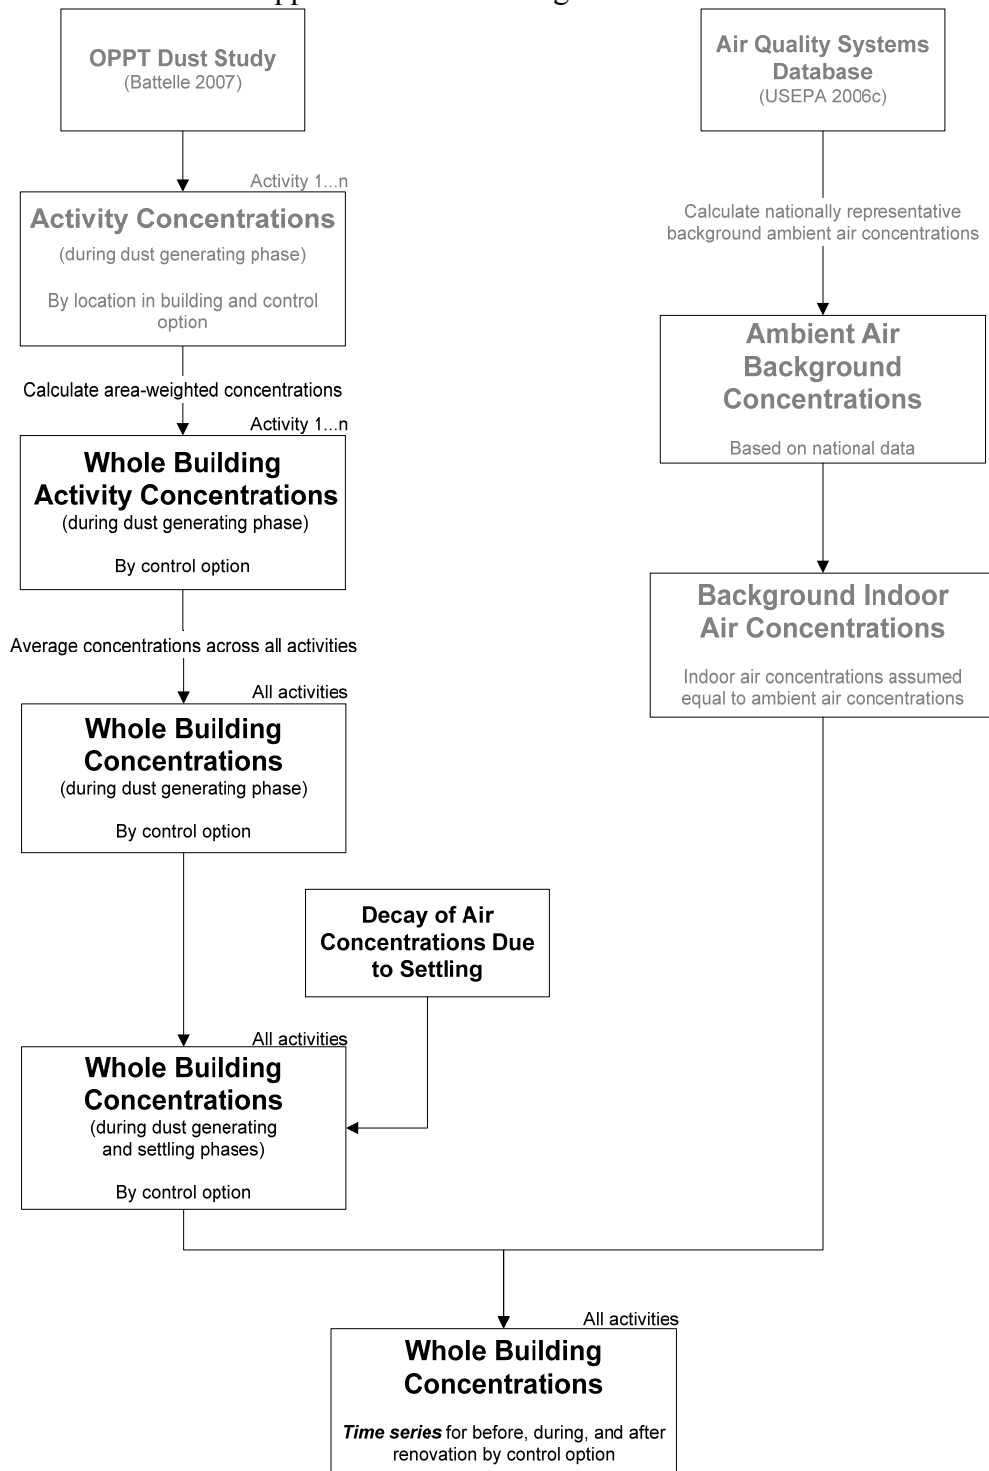 OPPT Dust Study
(Battelle 2007)
Air Quality Systems
Database
(USEPA 2006c)
Activity 1...n
Activity Concentrations
(during dust generating phase)
By location in building and control
option
Calculate nationally representative
background ambient air concentrations
Ambient Air
Background
Concentrations
Based on national data
Calculate area-weighted concentrations
Activity 1...n
Whole Building
Activity Concentrations
(during dust generating phase)
By control option
Background Indoor
Air Concentrations
Indoor air concentrations assumed
equal to ambient air concentrations
Average concentrations across all activities
All activities
Whole Building
Concentrations
(during dust generating phase)
By control option
Decay of Air
Concentrations Due
to Settling
All activities
Whole Building
Concentrations
(during dust generating
and settling phases)
By control option
All activities
Whole Building
Concentrations
Time series for before, during, and after
renovation by control option